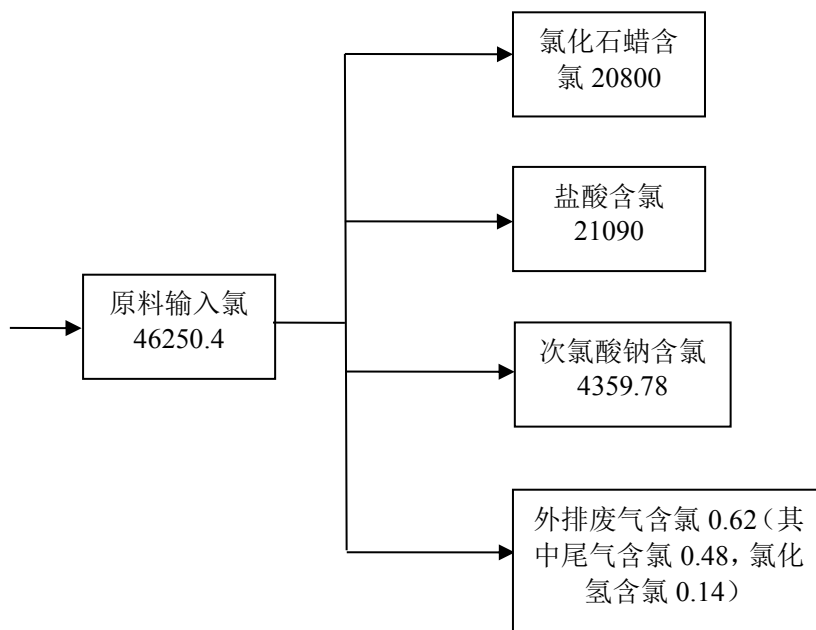 氯化石蜡含
氯 20800
盐酸含氯
21090
原料输入氯
46250.4
次氯酸钠含氯
4359.78
外排废气含氯 0.62（其
中尾气含氯 0.48，氯化
氢含氯 0.14）